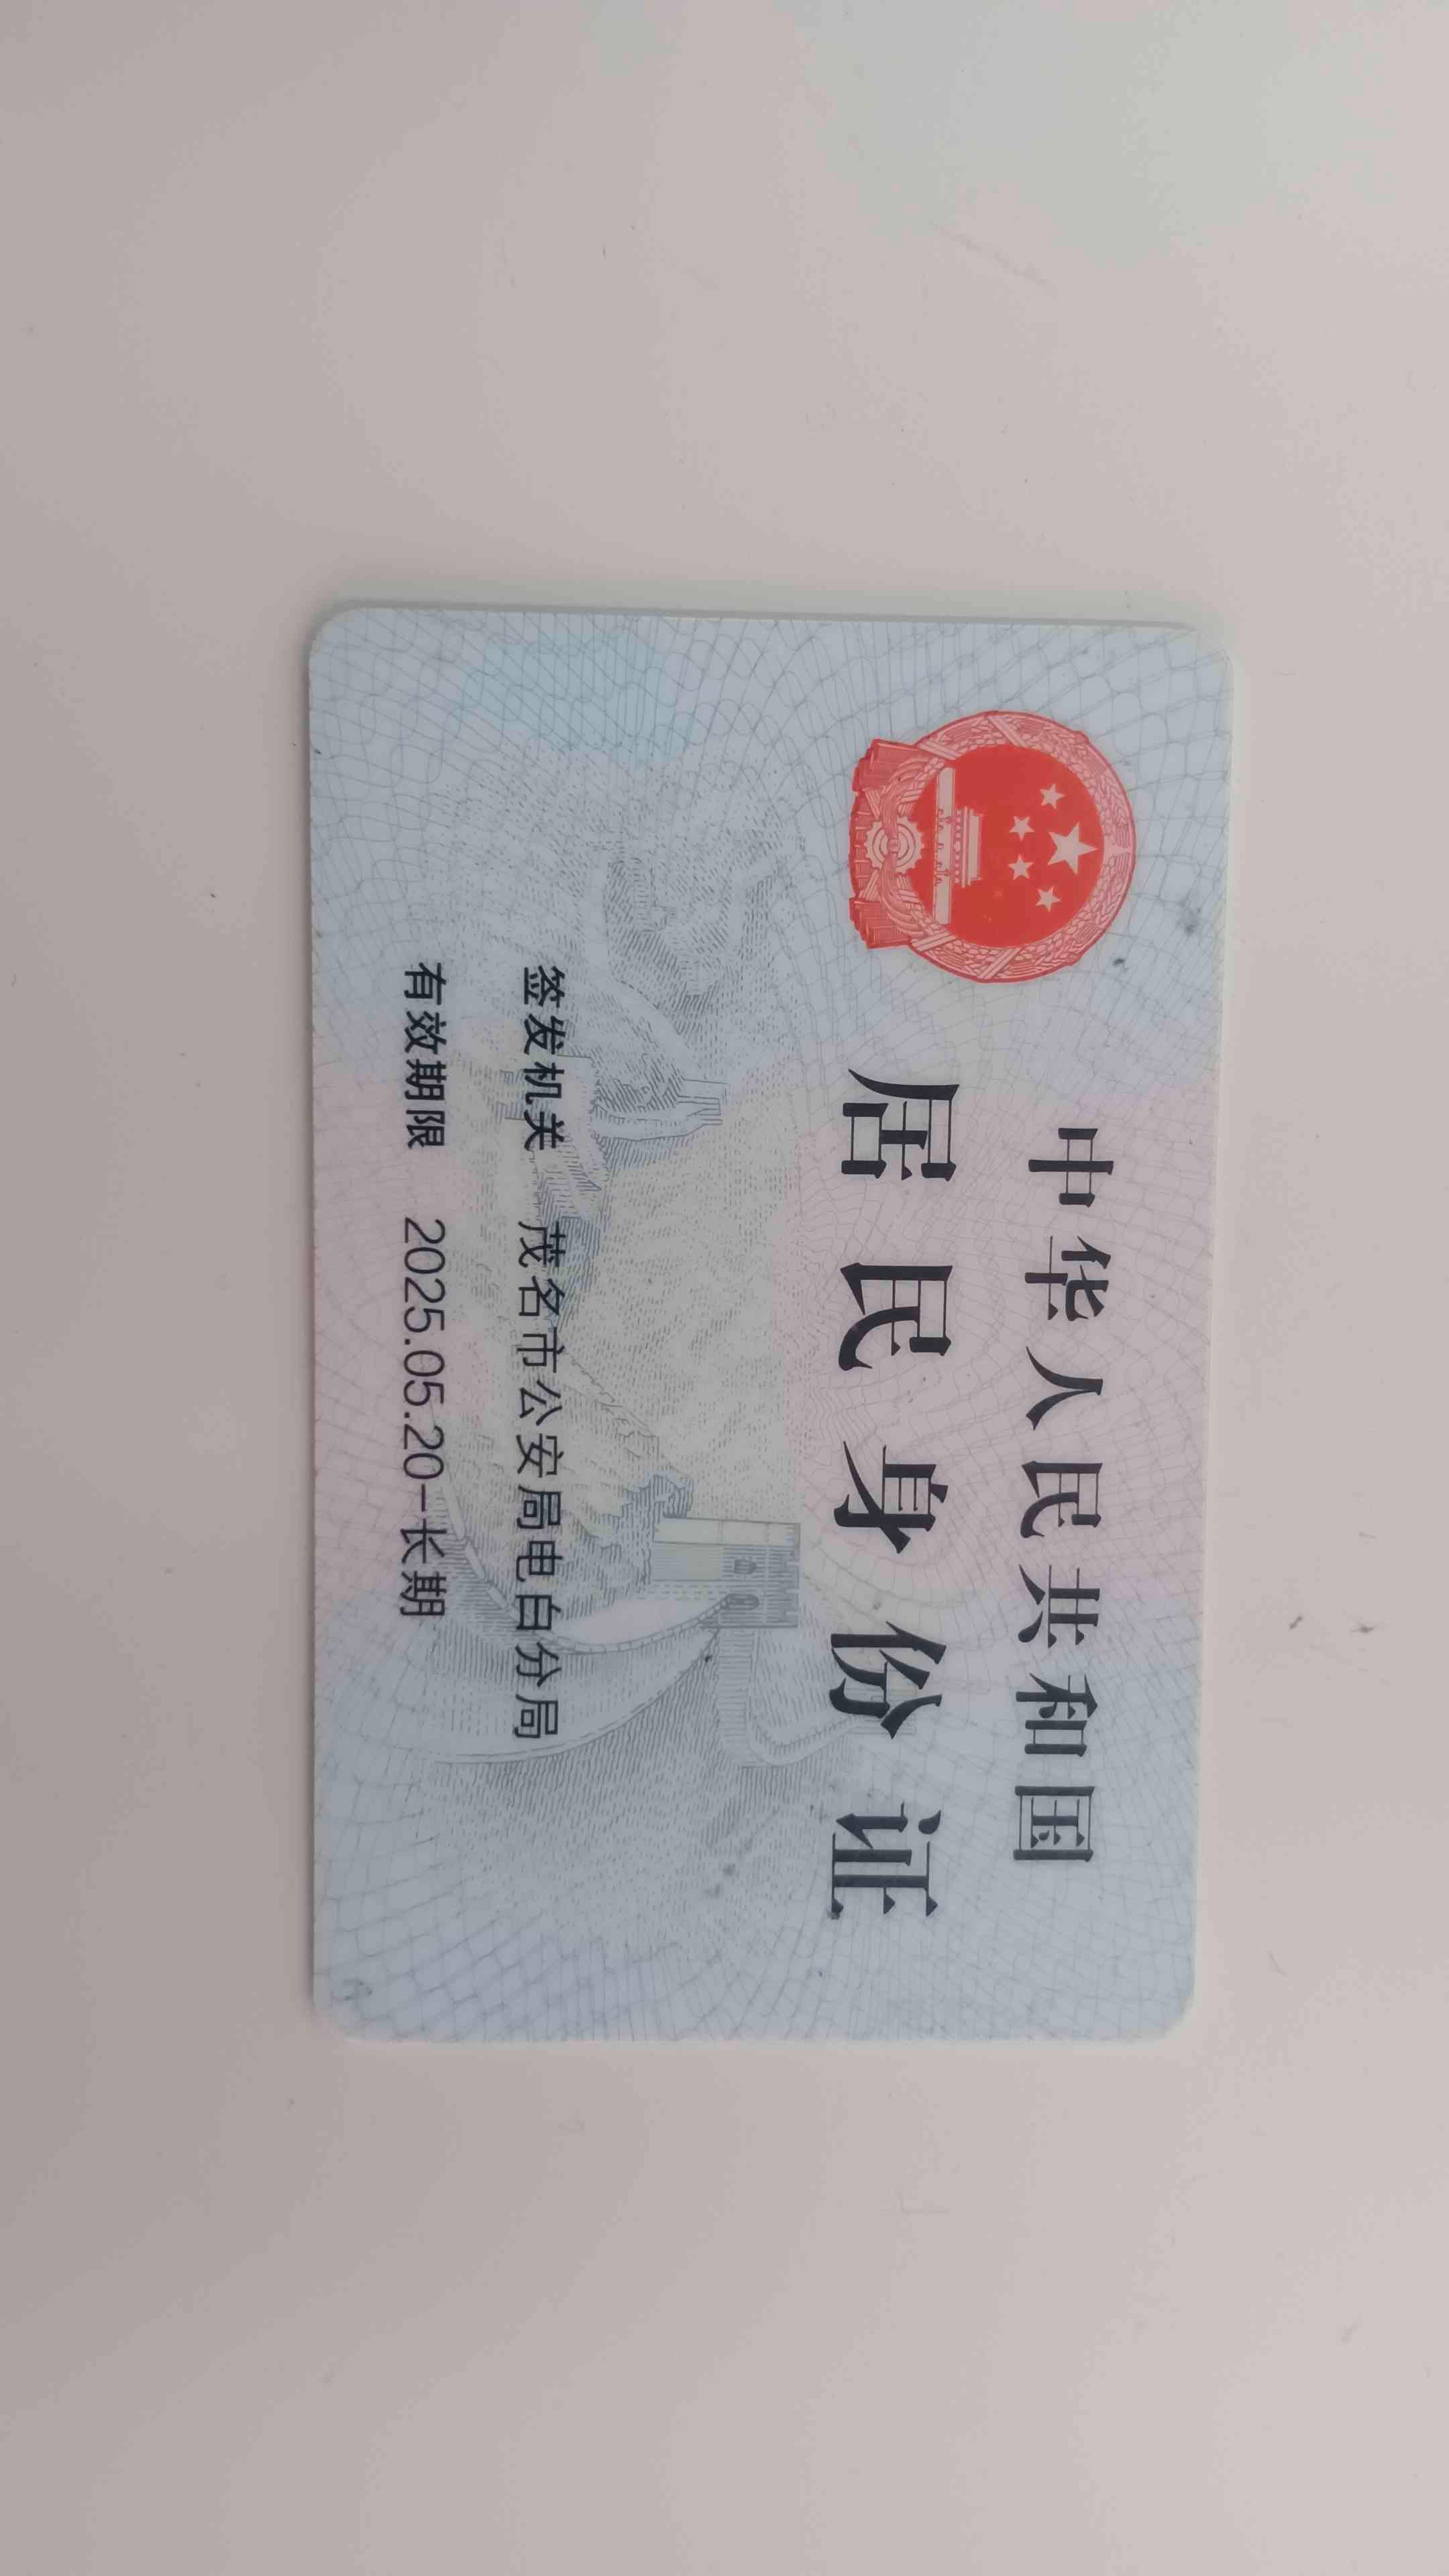 中华人民共和国
居民身份证
签发机关 茂名市公安局电白分局
有效期限 2025.05.20-长期